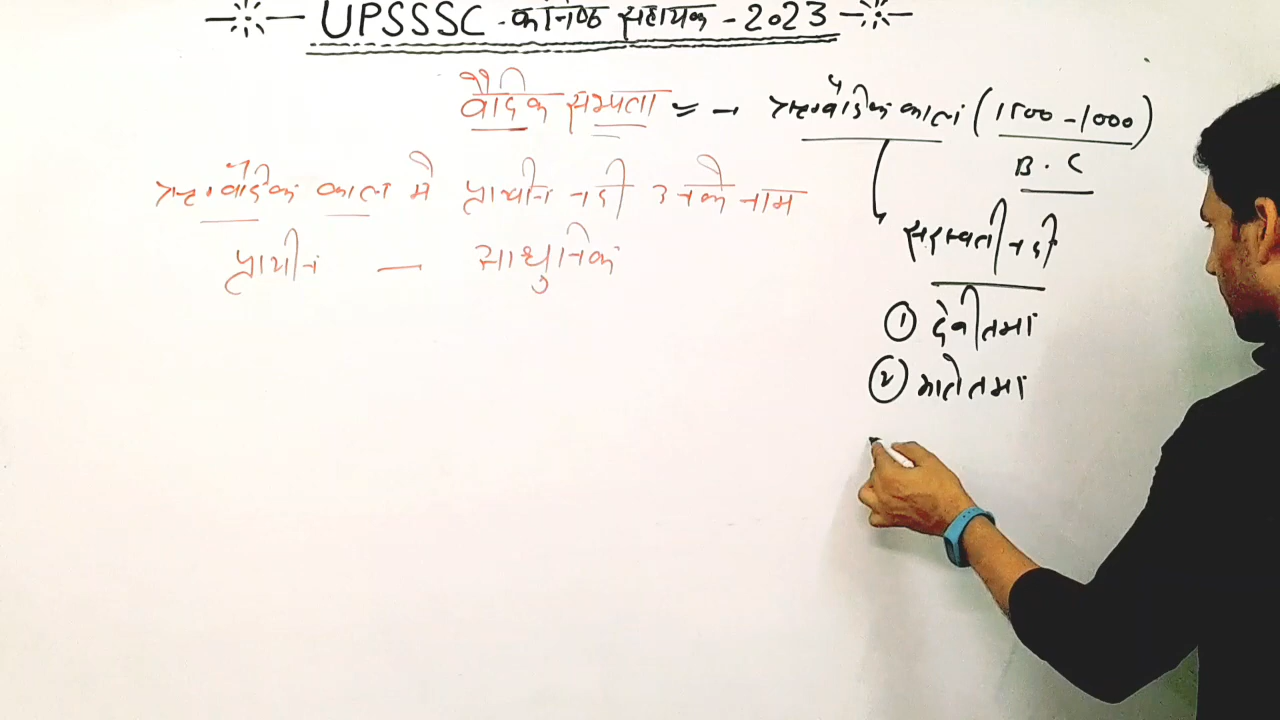 UPSSSC - कनिष्ठ सहायक - 2023
वैदिक सभ्यता = → ऋग्वैदिक काल (1500 - 1000)
B.C
ऋग्वैदिक काल में प्राचीन नदी उनके नाम
प्राचीन — आधुनिक
सरस्वती नदी
① देवीतमा
② मातेतमा